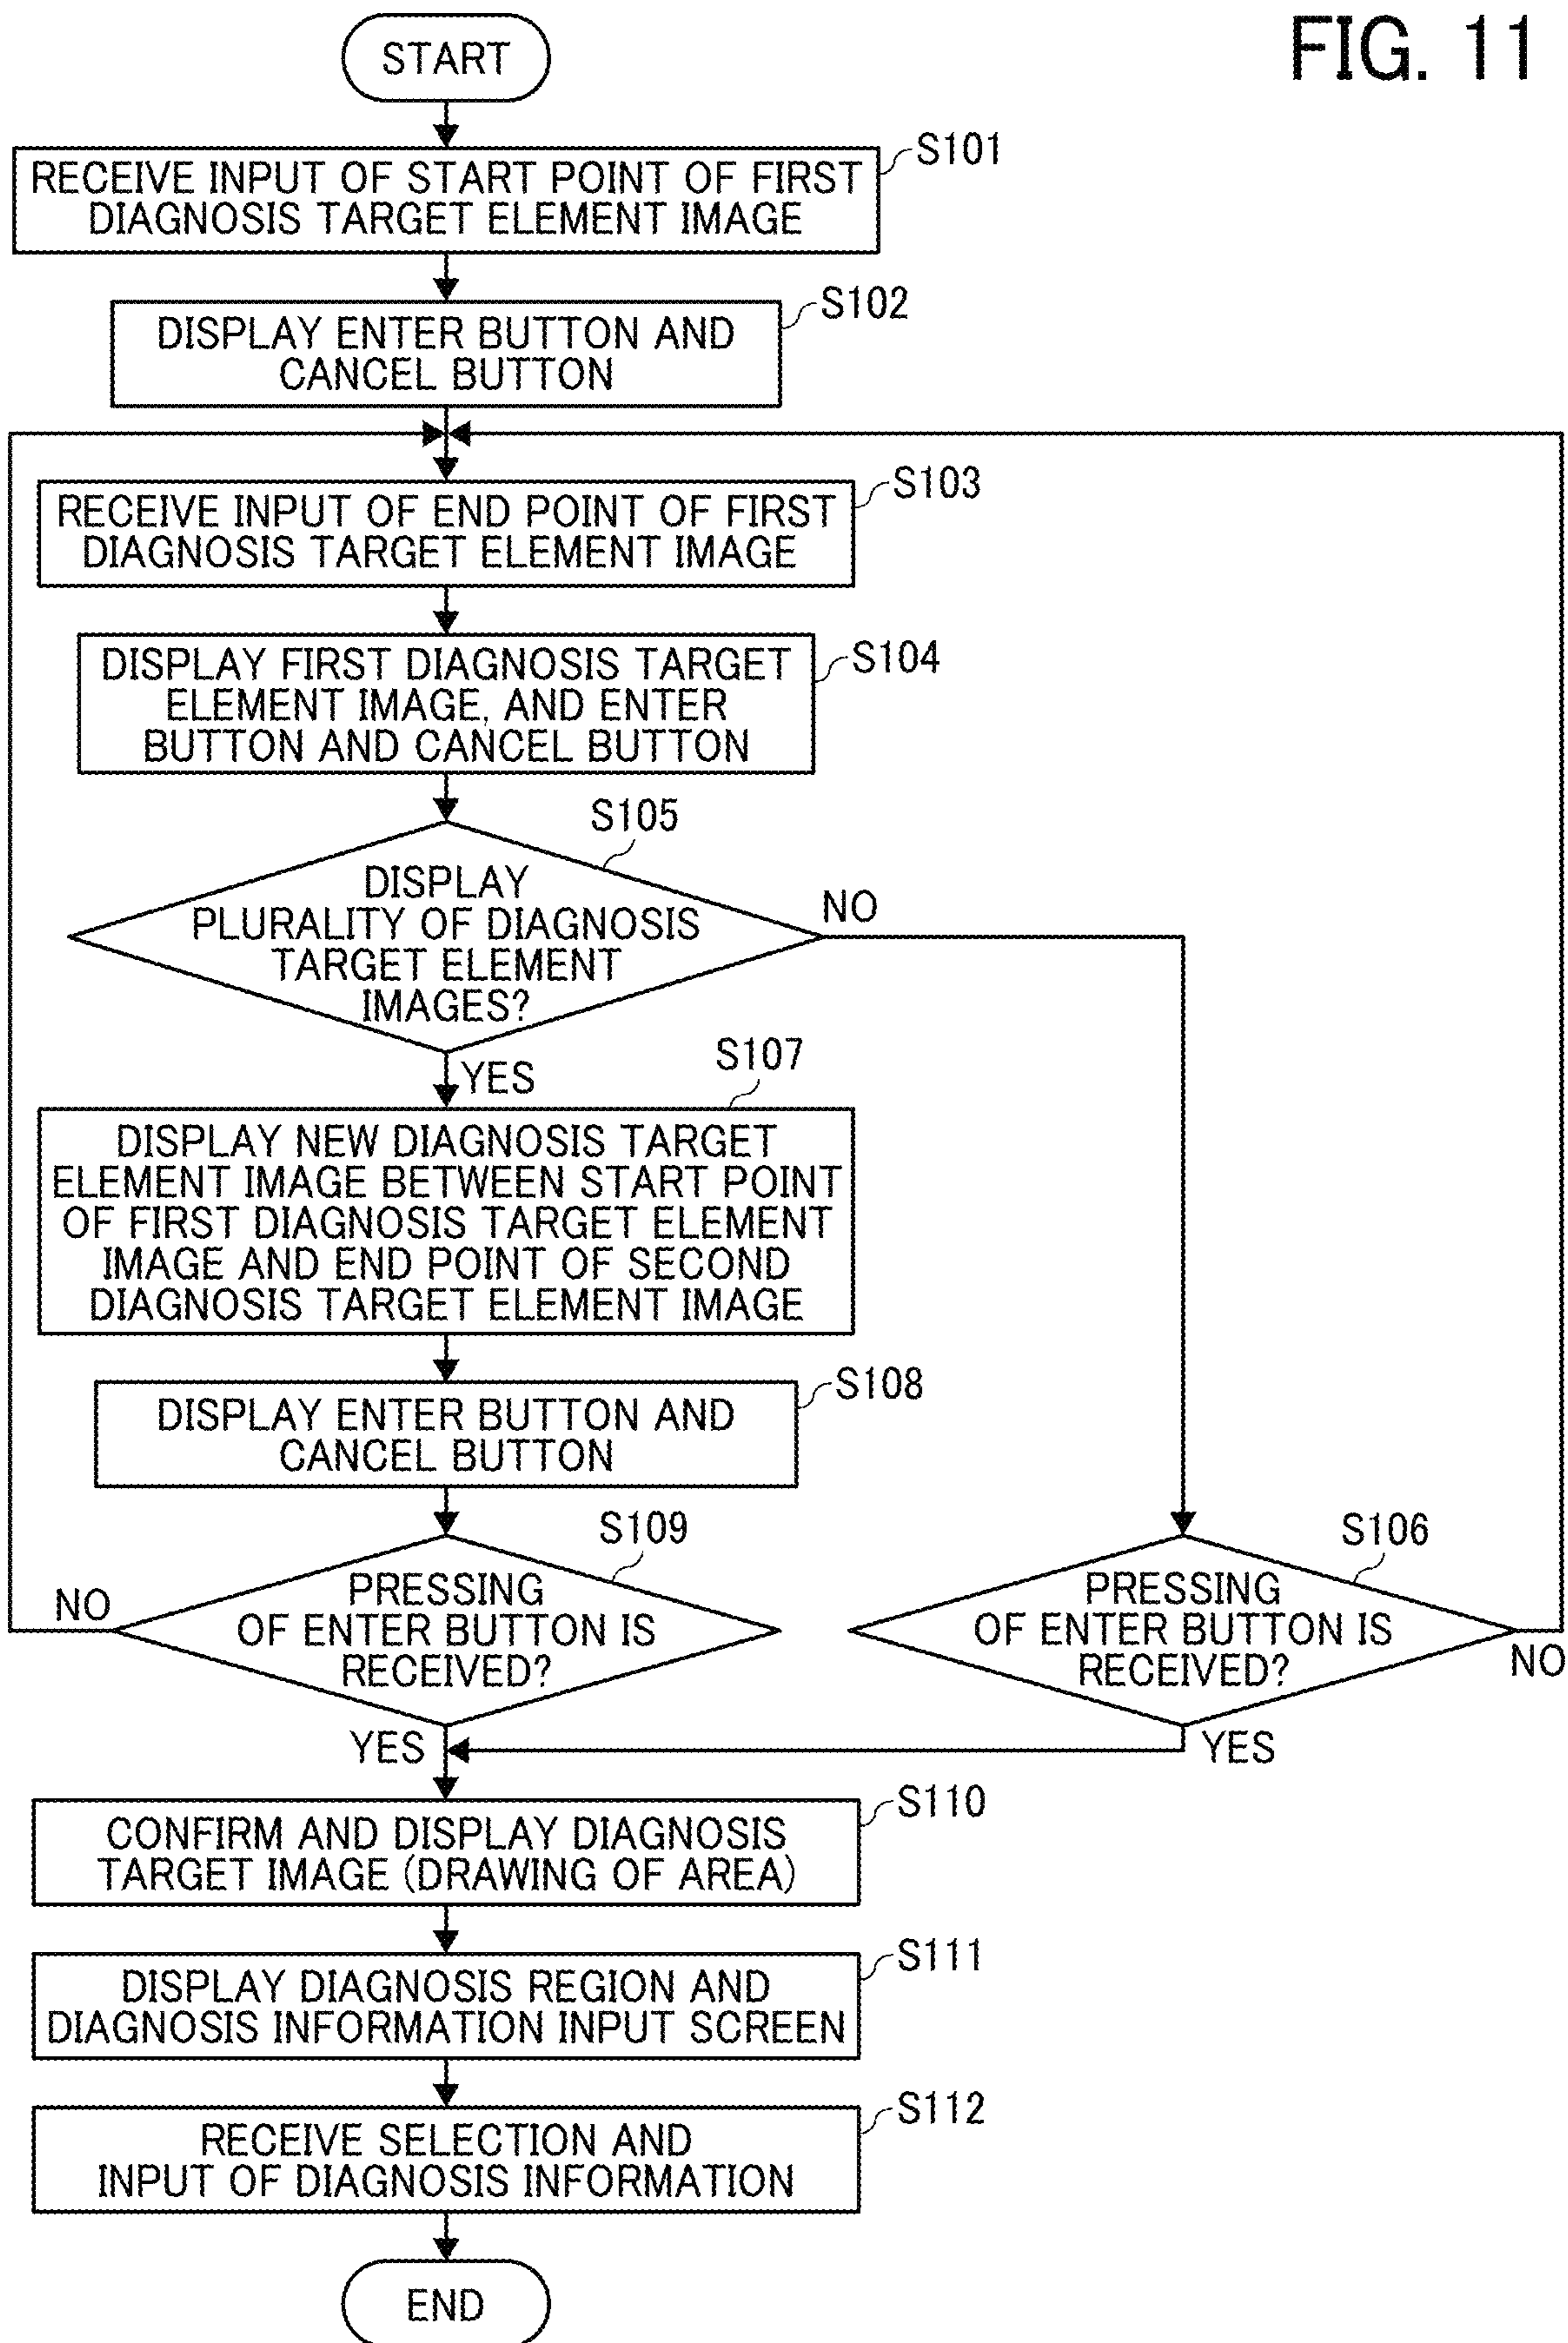 FIG. 11
START
S101
RECEIVE INPUT OF START POINT OF FIRST
DIAGNOSIS TARGET ELEMENT IMAGE
S102
DISPLAY ENTER BUTTON AND
CANCEL BUTTON
S103
RECEIVE INPUT OF END POINT OF FIRST
DIAGNOSIS TARGET ELEMENT IMAGE
S104
DISPLAY FIRST DIAGNOSIS TARGET
ELEMENT IMAGE, AND ENTER
BUTTON AND CANCEL BUTTON
S105
DISPLAY
PLURALITY OF DIAGNOSIS
TARGET ELEMENT
IMAGES?
NO
YES
S107
DISPLAY NEW DIAGNOSIS TARGET
ELEMENT IMAGE BETWEEN START POINT
OF FIRST DIAGNOSIS TARGET ELEMENT
IMAGE AND END POINT OF SECOND
DIAGNOSIS TARGET ELEMENT IMAGE
S108
DISPLAY ENTER BUTTON AND
CANCEL BUTTON
S109
PRESSING
OF ENTER BUTTON IS
RECEIVED?
NO
YES
S106
PRESSING
OF ENTER BUTTON IS
RECEIVED?
NO
YES
S110
CONFIRM AND DISPLAY DIAGNOSIS
TARGET IMAGE (DRAWING OF AREA)
S111
DISPLAY DIAGNOSIS REGION AND
DIAGNOSIS INFORMATION INPUT SCREEN
S112
RECEIVE SELECTION AND
INPUT OF DIAGNOSIS INFORMATION
END